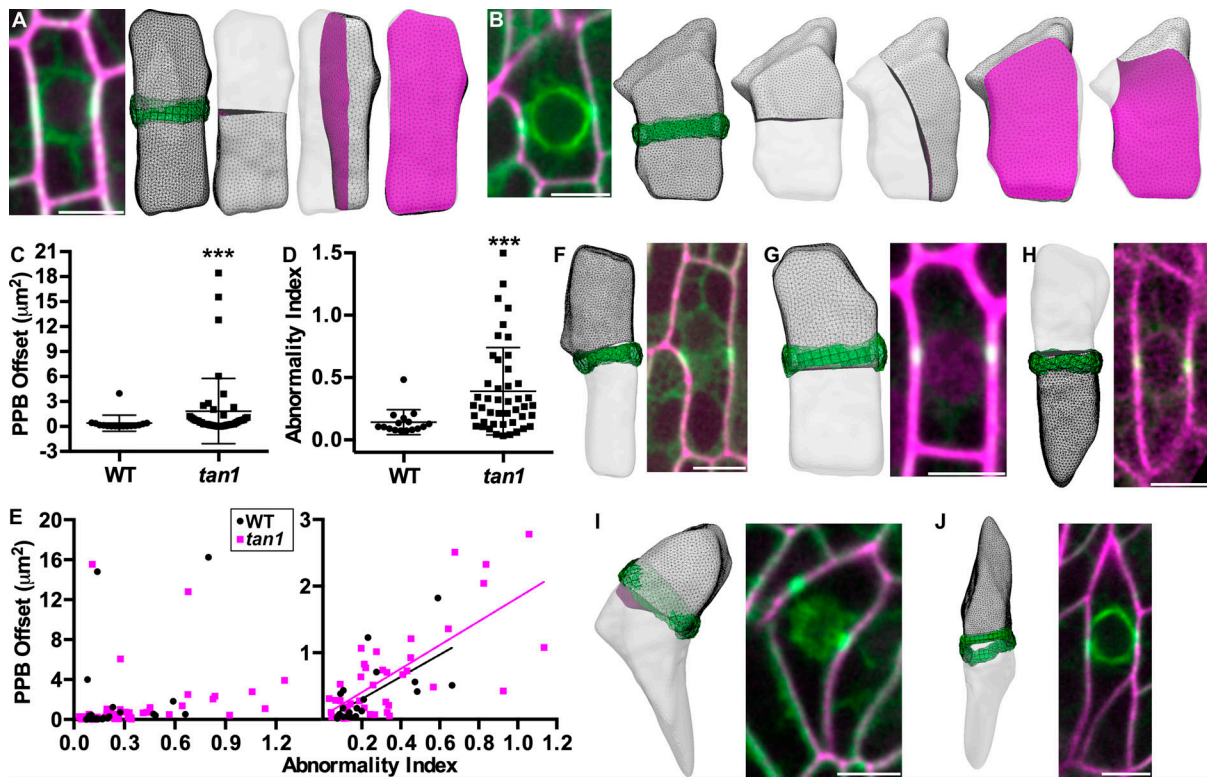 A
B
C
PPB Offset (μm²)
21
18
15
12
9
6
3
0
-3
***
WT
tan1
D
Abnormality Index
1.5
1.0
0.5
0.0
***
WT
tan1
F
G
H
E
PPB Offset (μm²)
20
16
12
8
4
0
0.0 0.3 0.6 0.9 1.2
WT
tan1
3
2
1
0.2 0.4 0.6 0.8 1.0 1.2
Abnormality Index
I
J